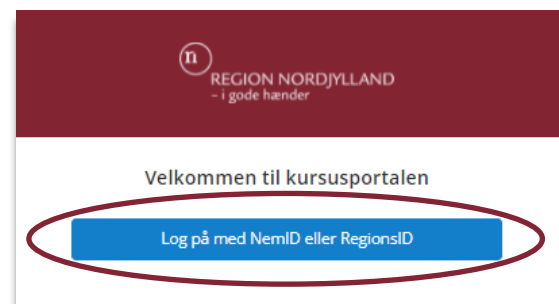 n
REGION NORDJYLLAND
– i gode hænder
Velkommen til kursusportalen
Log på med NemID eller RegionsID